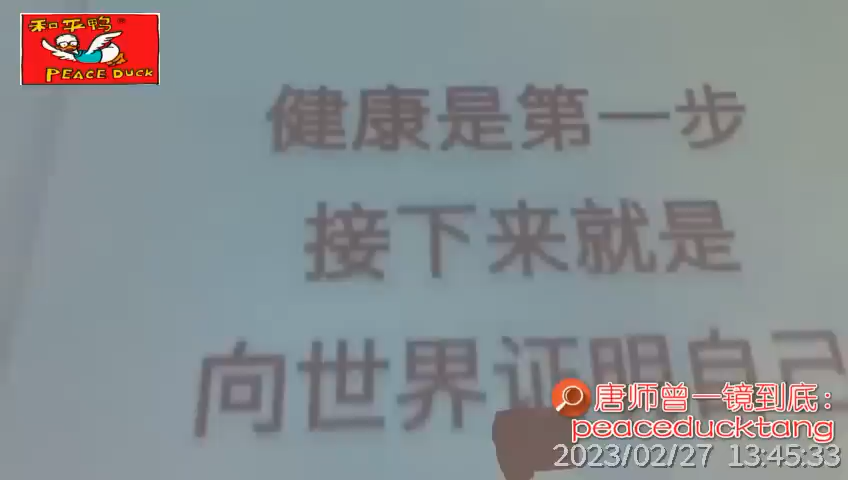 和平鸭
PEACE DUCK
健康是第一步
接下来就是
向世界证明自己
唐师曾一镜到底：
peaceducktang
2023/02/27 13:45:33